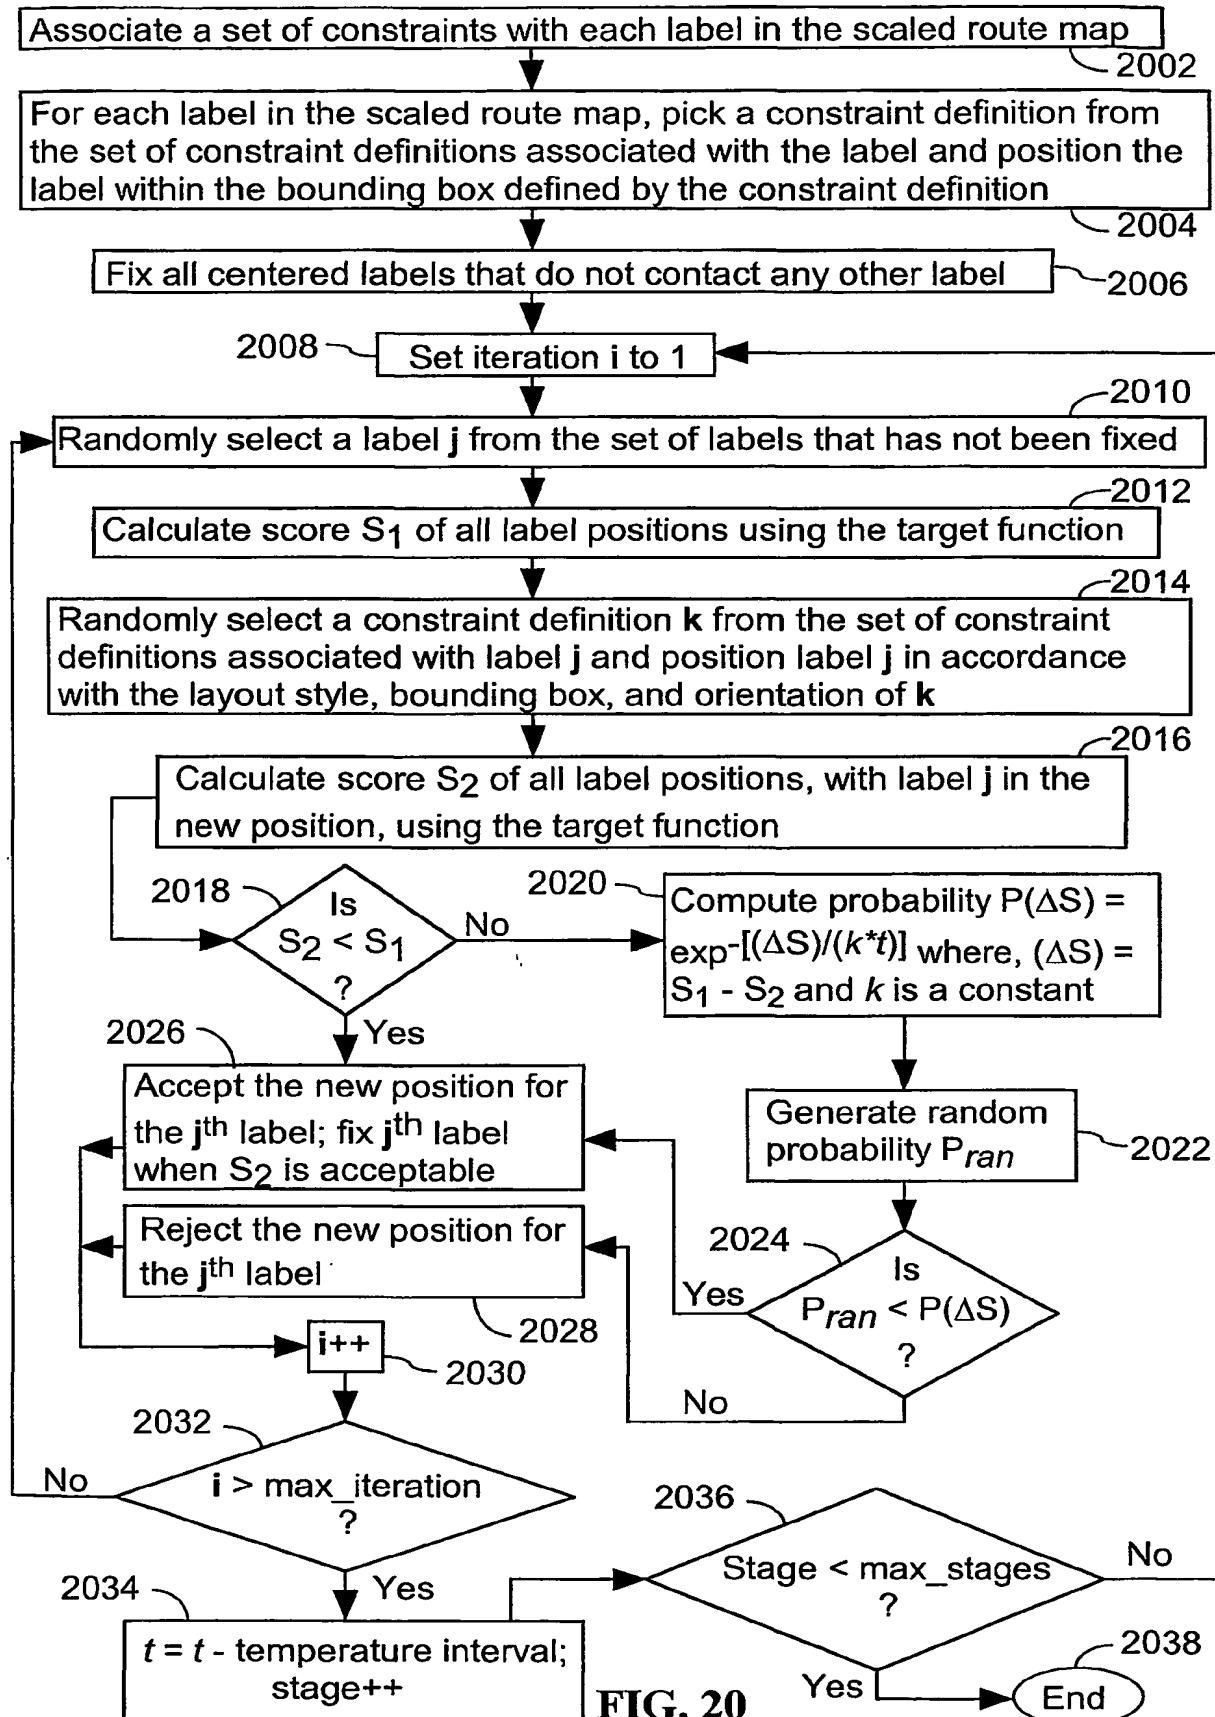 Associate a set of constraints with each label in the scaled route map
2002
For each label in the scaled route map, pick a constraint definition from
the set of constraint definitions associated with the label and position the
label within the bounding box defined by the constraint definition
2004
Fix all centered labels that do not contact any other label
2006
2008
Set iteration i to 1
2010
Randomly select a label j from the set of labels that has not been fixed
2012
Calculate score S1 of all label positions using the target function
2014
Randomly select a constraint definition k from the set of constraint
definitions associated with label j and position label j in accordance
with the layout style, bounding box, and orientation of k
2016
Calculate score S2 of all label positions, with label j in the
new position, using the target function
2018
Is
S2 < S1
?
No
Yes
2020
Compute probability P(ΔS) =
exp-[(ΔS)/(k*t)] where, (ΔS) =
S1 - S2 and k is a constant
2026
Accept the new position for
the jth label; fix jth label
when S2 is acceptable
Generate random
probability Pran
2022
Reject the new position for
the jth label
2028
2024
Is
Pran < P(ΔS)
?
Yes
No
i++
2030
2032
i > max_iteration
?
No
Yes
2034
t = t - temperature interval;
stage++
2036
Stage < max_stages
?
No
Yes
2038
End
FIG. 20